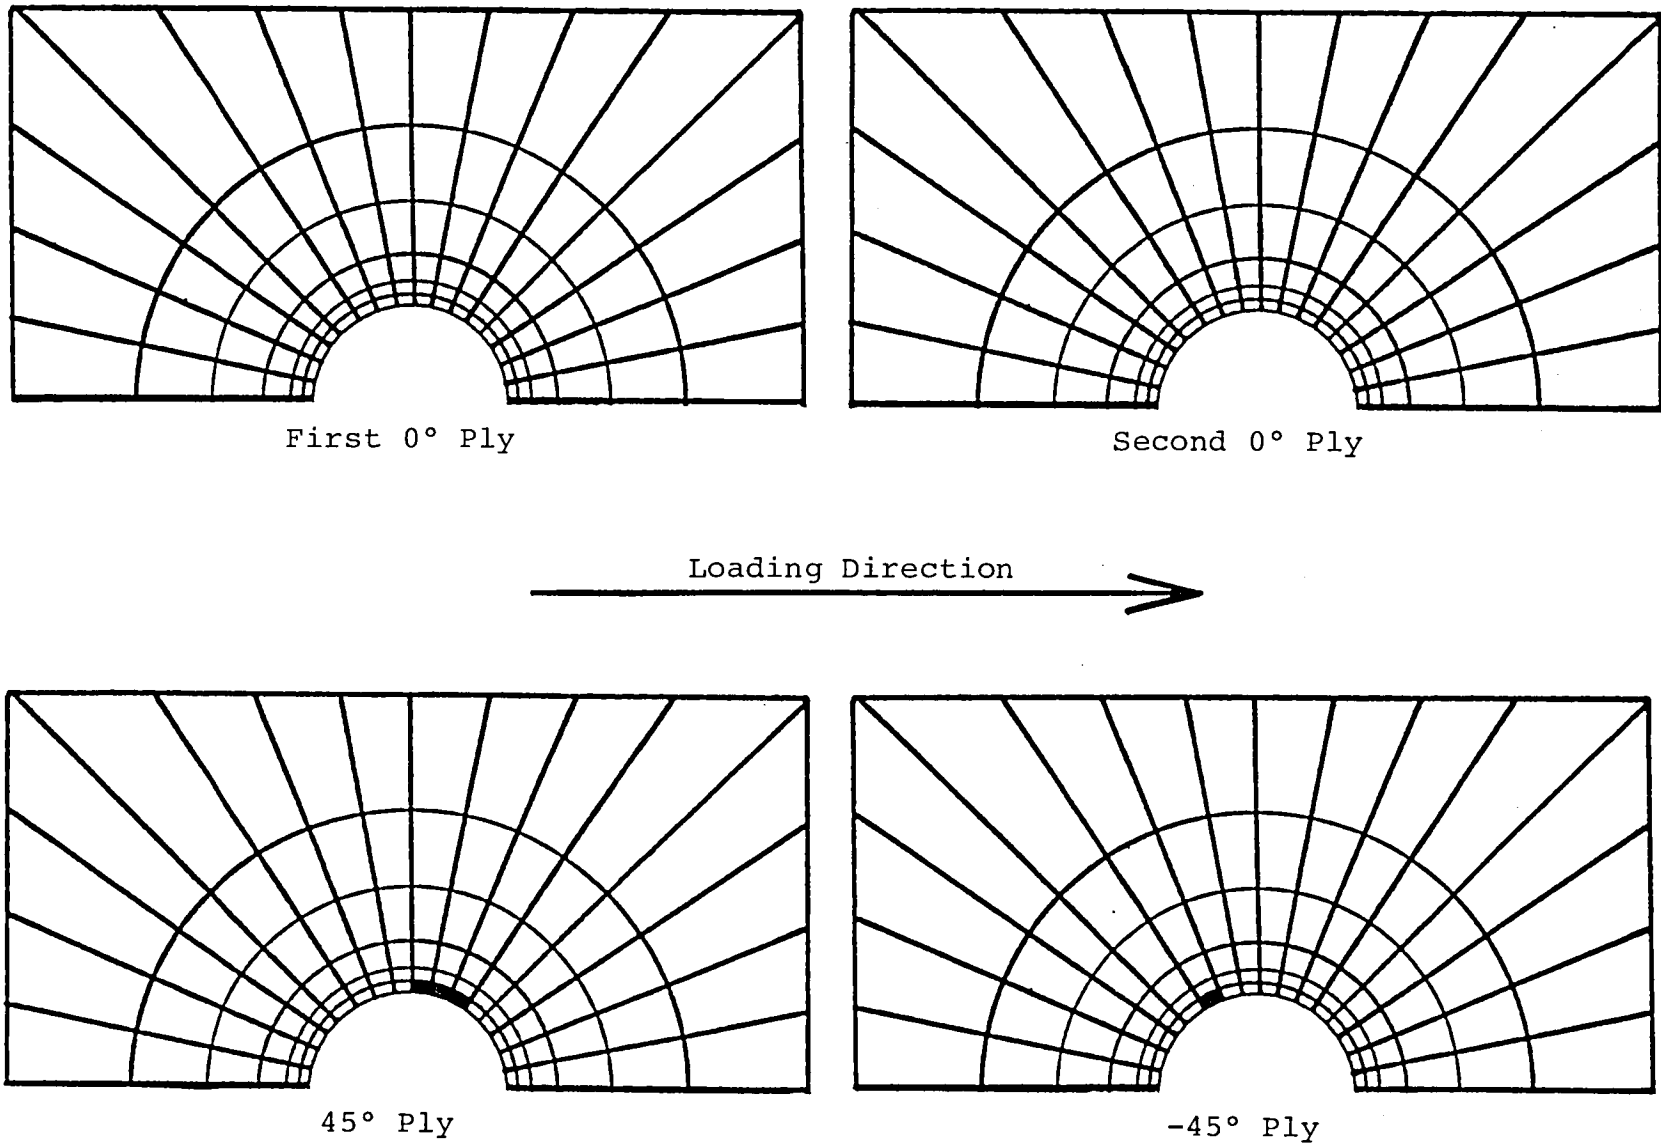 First 0° Ply
Second 0° Ply
Loading Direction
45° Ply
-45° Ply